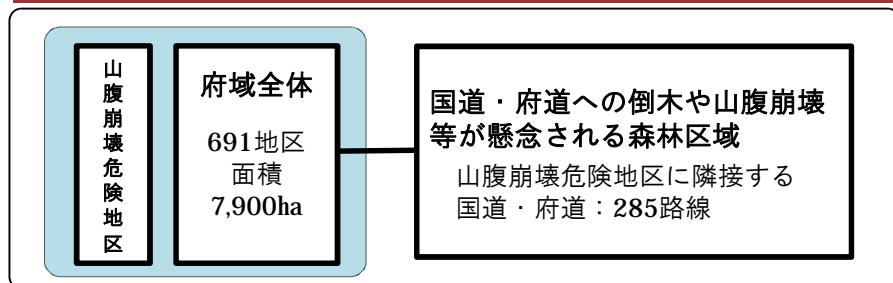 山腹崩壊危険地区
府域全体
691地区
面積
7,900ha
国道・府道への倒木や山腹崩壊
等が懸念される森林区域
山腹崩壊危険地区に隣接する
国道・府道：285路線